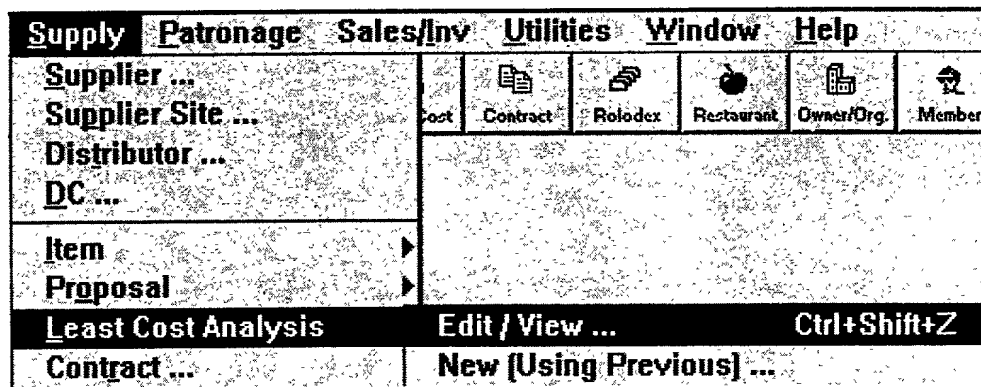 Supply Patronage Sales/Inv Utilities Window Help
Supplier ...
Supplier Site ...
Cost Contract Rolodex Restaurant Owner/Org. Member
Distributor ...
DC ...
Item
Proposal
Least Cost Analysis Edit / View ... Ctrl+Shift+Z
Contract ... New [Using Previous] ...